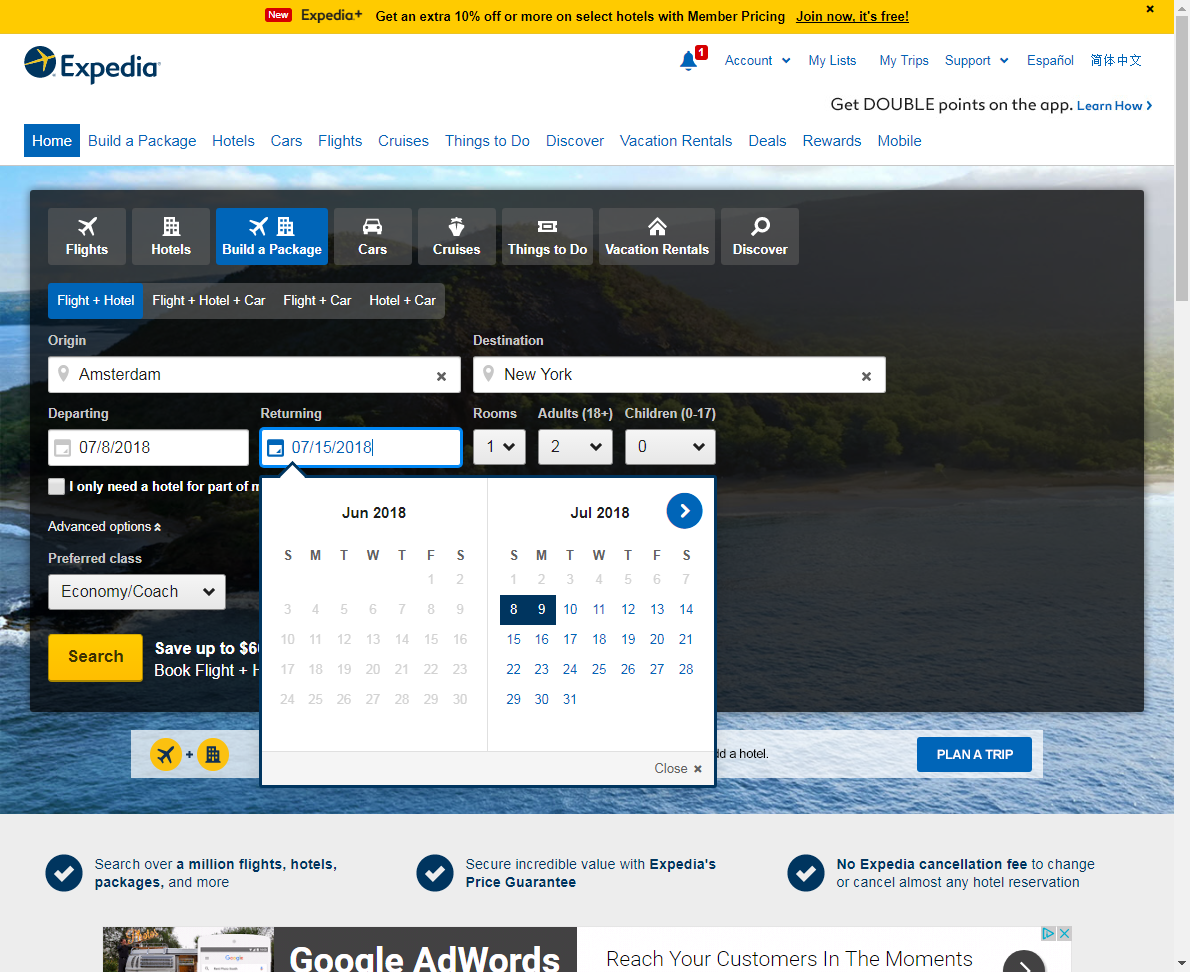 New Expedia+ Get an extra 10% off or more on select hotels with Member Pricing Join now, it's free!
Expedia
1 Account My Lists My Trips Support Español 简体中文
Get DOUBLE points on the app. Learn How
Home Build a Package Hotels Cars Flights Cruises Things to Do Discover Vacation Rentals Deals Rewards Mobile
Flights Hotels Build a Package Cars Cruises Things to Do Vacation Rentals Discover
Flight + Hotel Flight + Hotel + Car Flight + Car Hotel + Car
Origin Destination
Amsterdam New York
Departing Returning Rooms Adults (18+) Children (0-17)
07/8/2018 07/15/2018 1 2 0
I only need a hotel for part of
Advanced options
Preferred class
Economy/Coach
Search
Save up to
Book Flight +
Jun 2018
S M T W T F S
1 2
3 4 5 6 7 8 9
10 11 12 13 14 15 16
17 18 19 20 21 22 23
24 25 26 27 28 29 30
Jul 2018
S M T W T F S
1 2 3 4 5 6 7
8 9 10 11 12 13 14
15 16 17 18 19 20 21
22 23 24 25 26 27 28
29 30 31
Close
a hotel.
PLAN A TRIP
Search over a million flights, hotels,
packages, and more
Secure incredible value with Expedia's
Price Guarantee
No Expedia cancellation fee to change
or cancel almost any hotel reservation
Google
Google AdWords
Reach Your Customers In The Moments